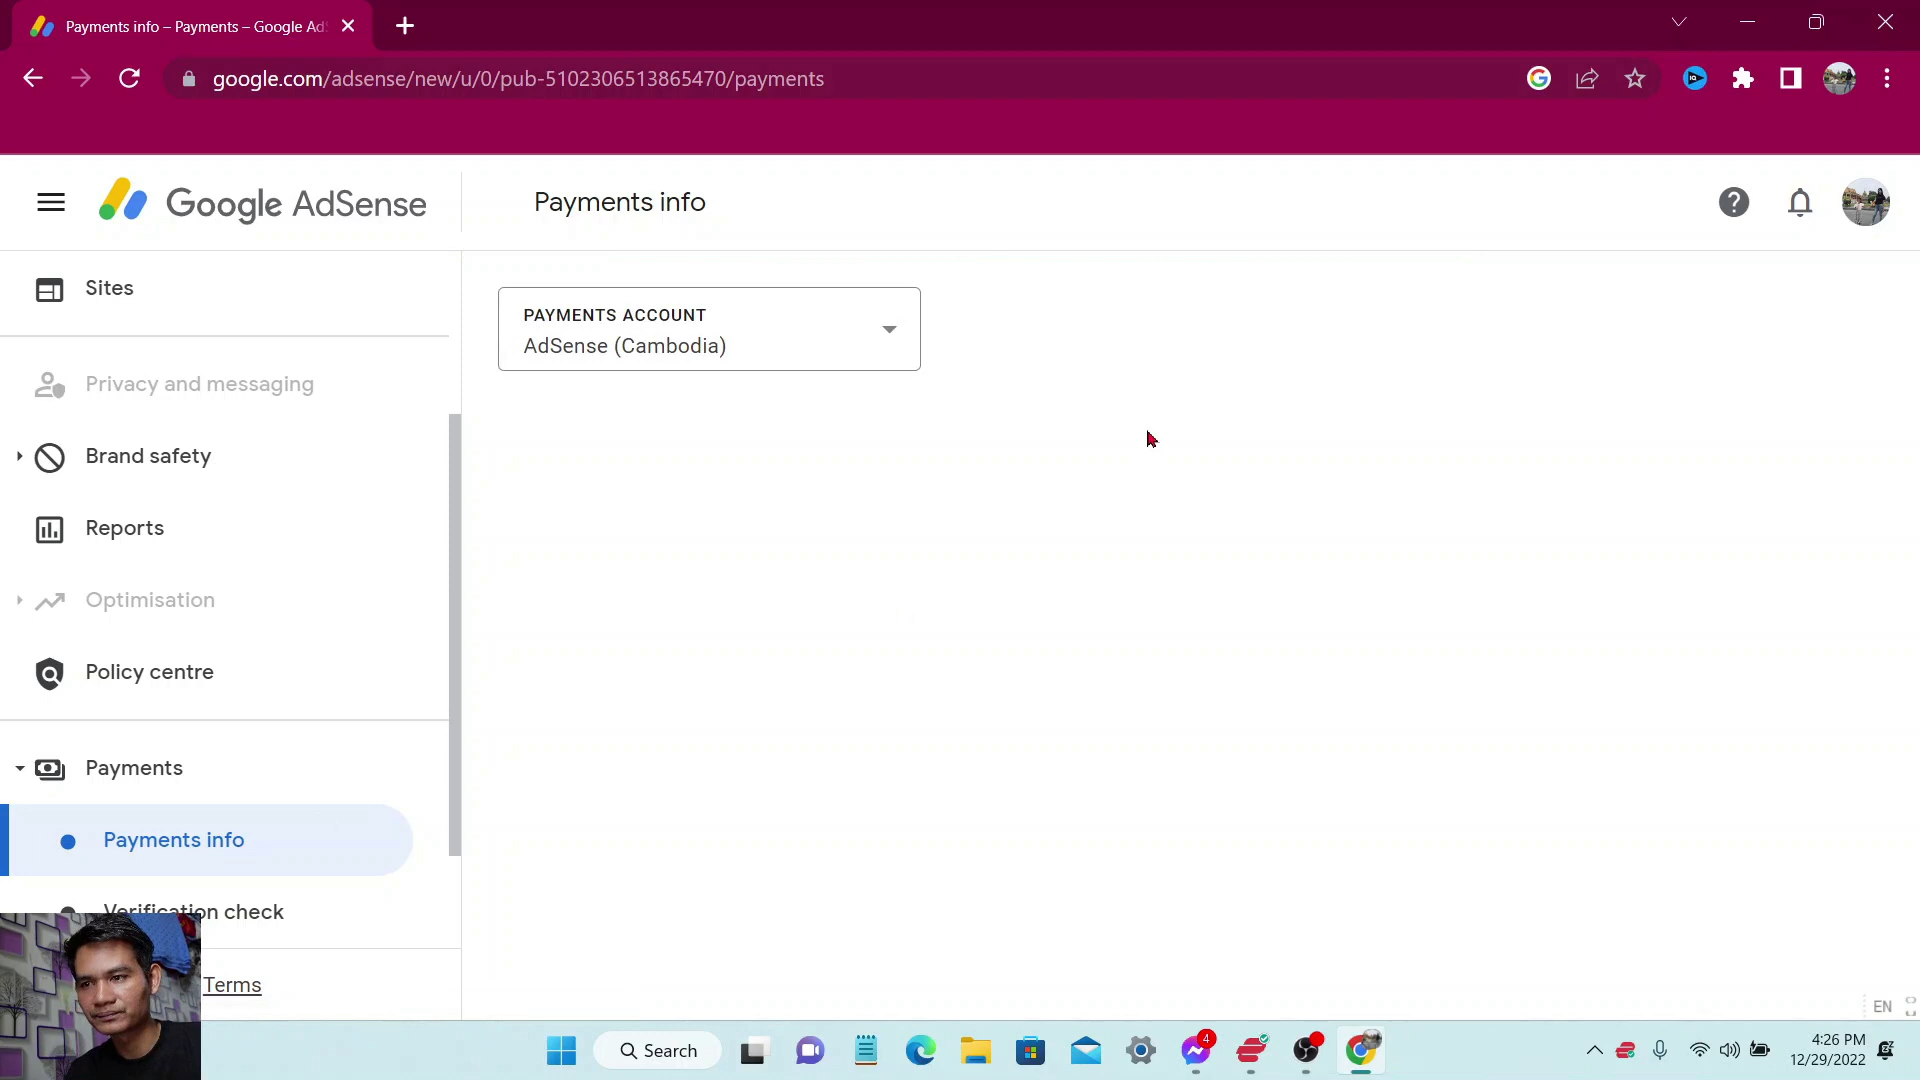 Payments info – Payments – Google Ad
google.com/adsense/new/u/0/pub-5102306513865470/payments
Google AdSense
Payments info
Sites
Privacy and messaging
Brand safety
Reports
Optimisation
Policy centre
Payments
Payments info
Verification check
Terms
PAYMENTS ACCOUNT
AdSense (Cambodia)
EN
Search
4
4:26 PM
12/29/2022